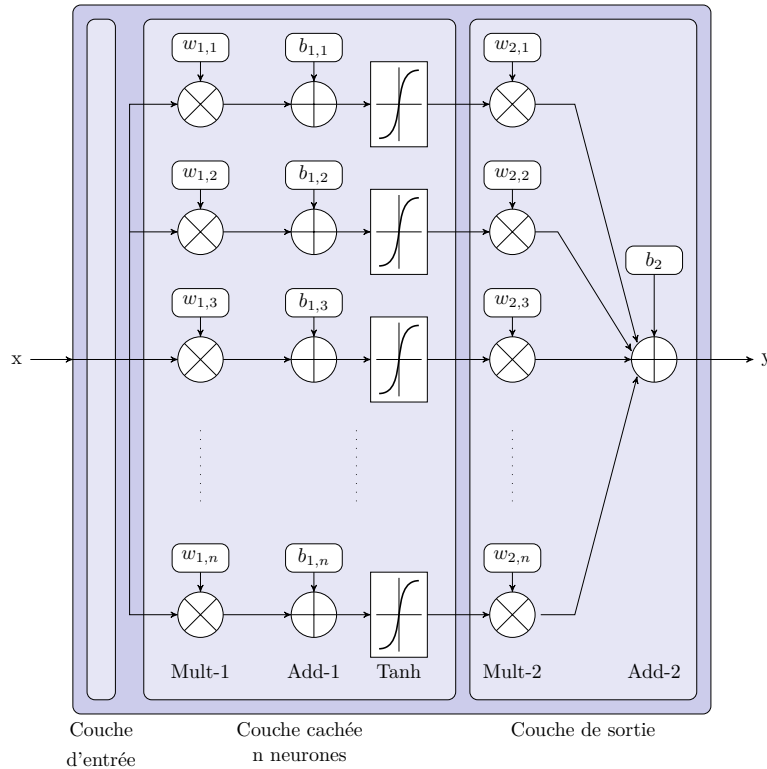 w1,1 b1,1 w2,1
w1,2 b1,2 w2,2
b2
w1,3 b1,3 w2,3
x y
w1,n b1,n w2,n
Mult-1 Add-1 Tanh Mult-2 Add-2
Couche d'entrée
Couche cachée n neurones
Couche de sortie